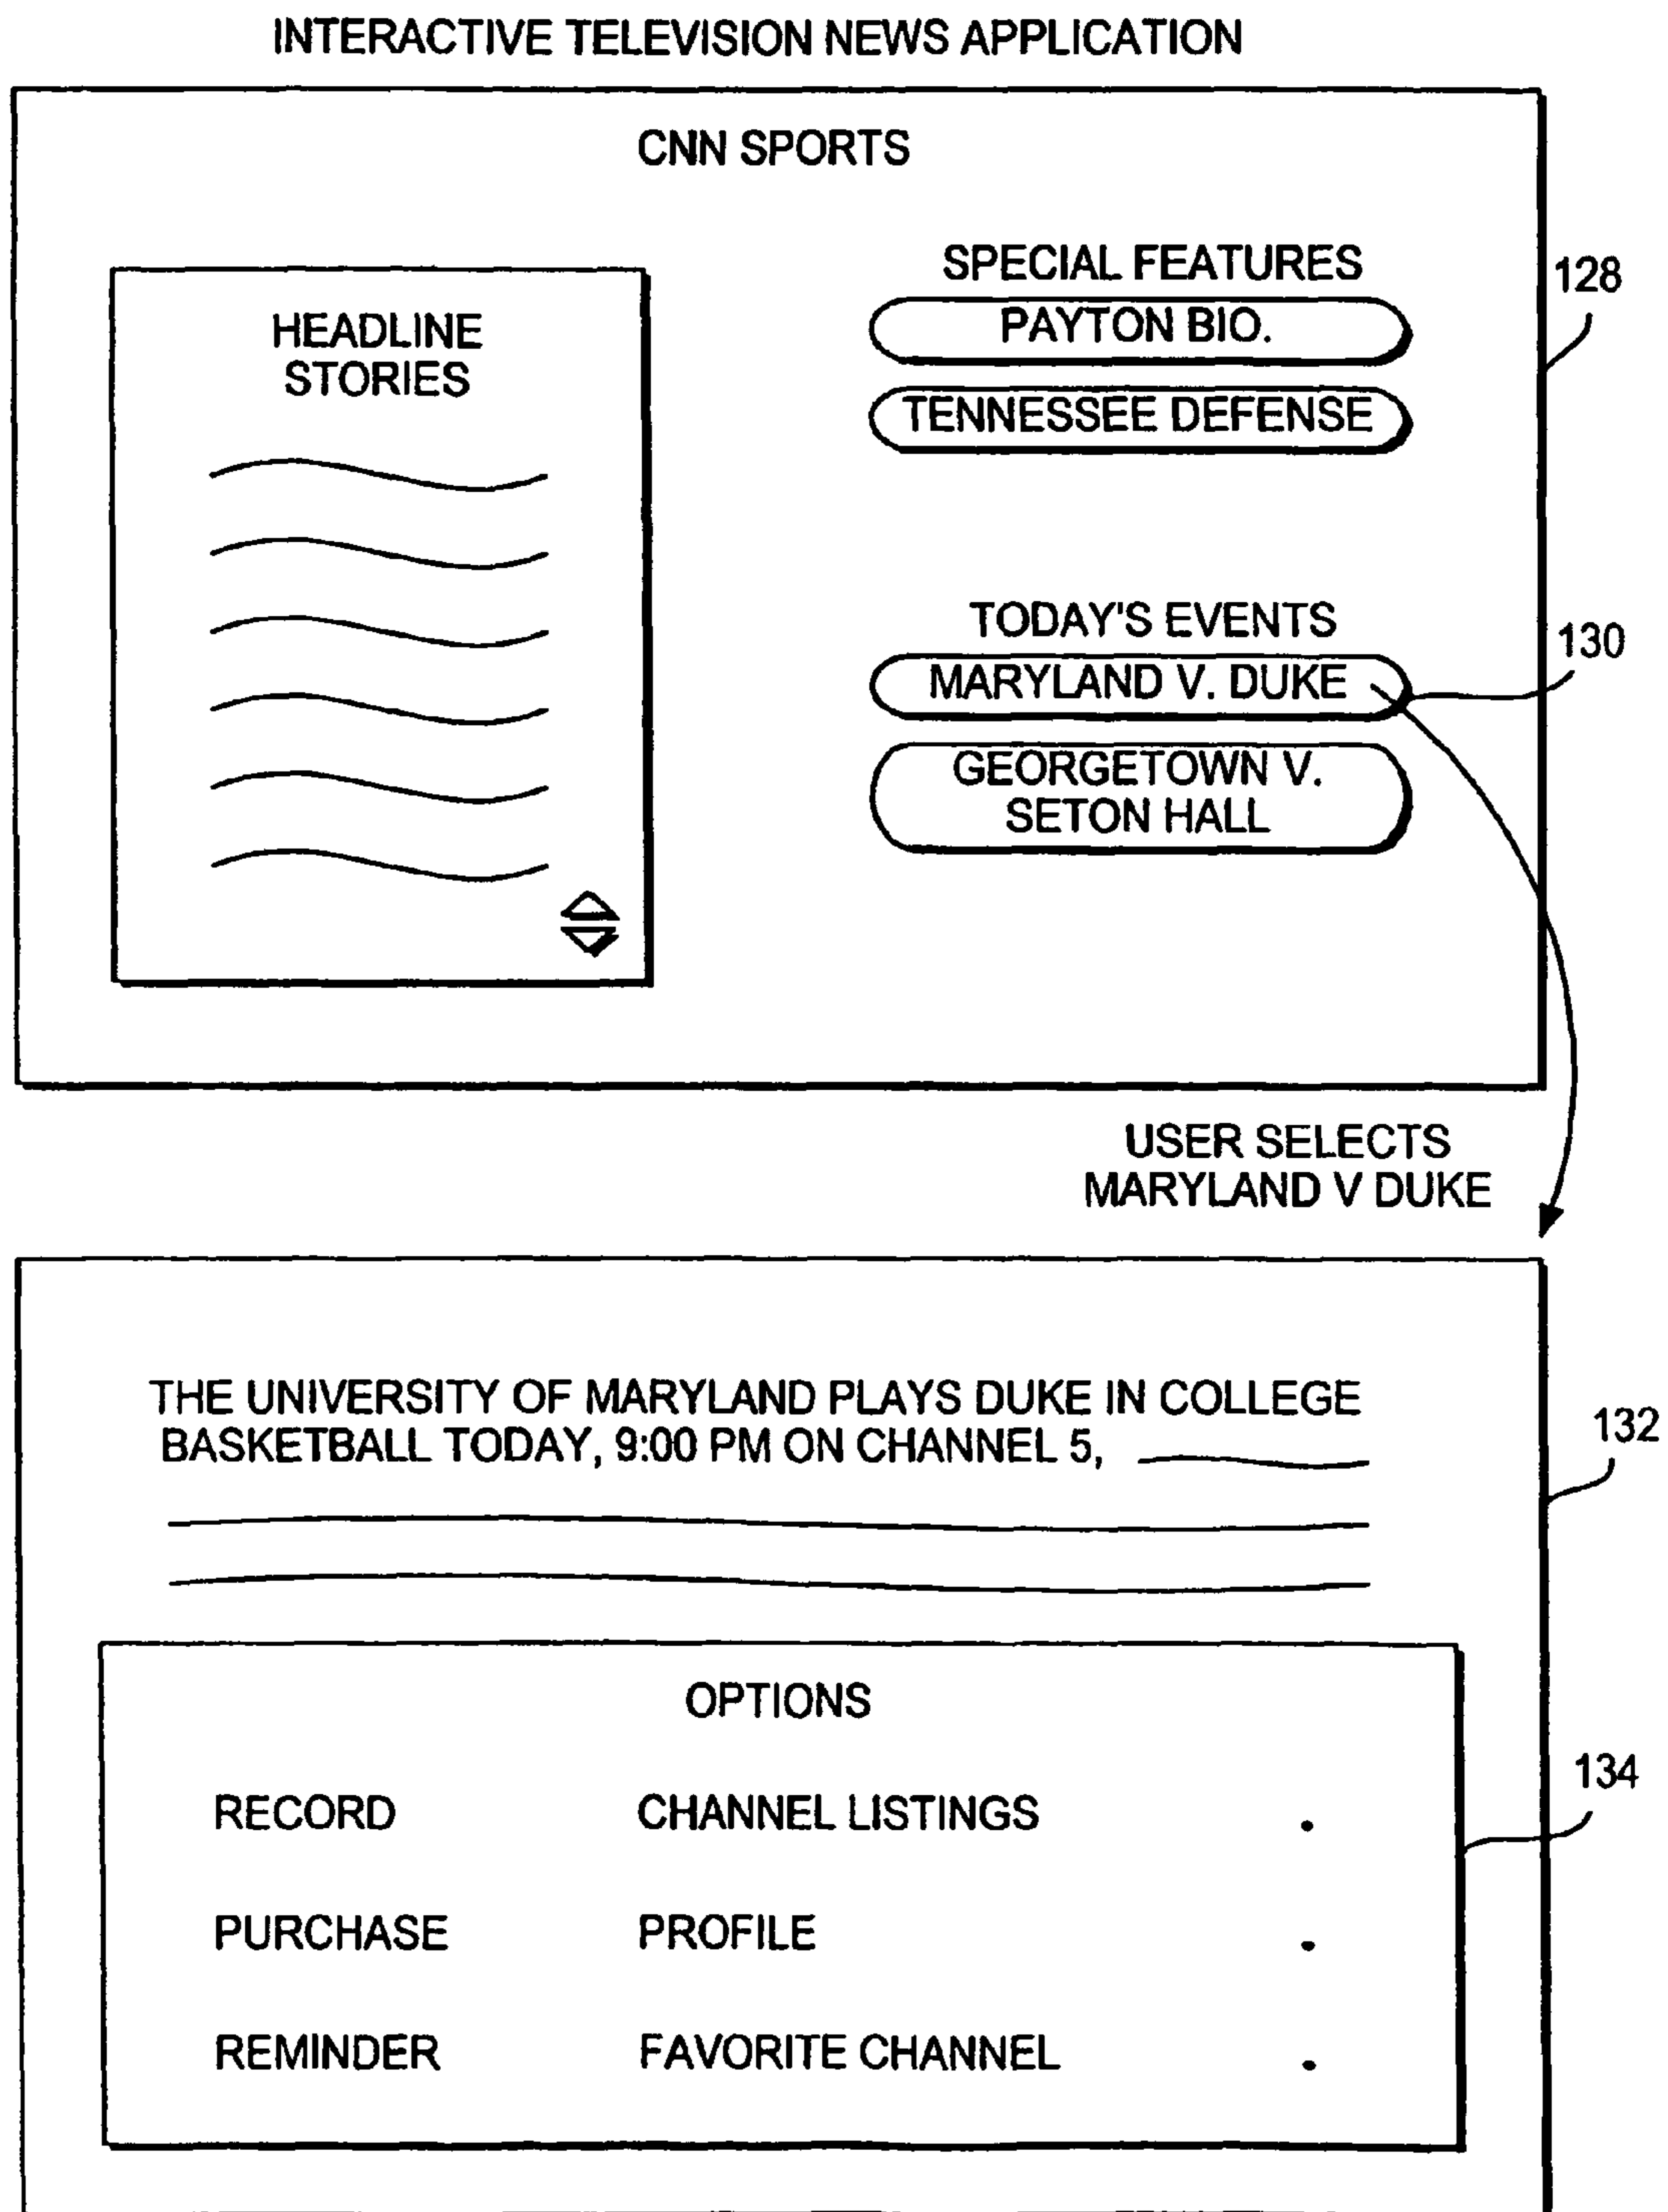 INTERACTIVE TELEVISION NEWS APPLICATION
CNN SPORTS
HEADLINE
STORIES
SPECIAL FEATURES
PAYTON BIO.
TENNESSEE DEFENSE
128
TODAY'S EVENTS
130
MARYLAND V. DUKE
GEORGETOWN V.
SETON HALL
USER SELECTS
MARYLAND V DUKE
THE UNIVERSITY OF MARYLAND PLAYS DUKE IN COLLEGE
BASKETBALL TODAY, 9:00 PM ON CHANNEL 5,
132
OPTIONS
134
RECORD CHANNEL LISTINGS .
PURCHASE PROFILE .
REMINDER FAVORITE CHANNEL .